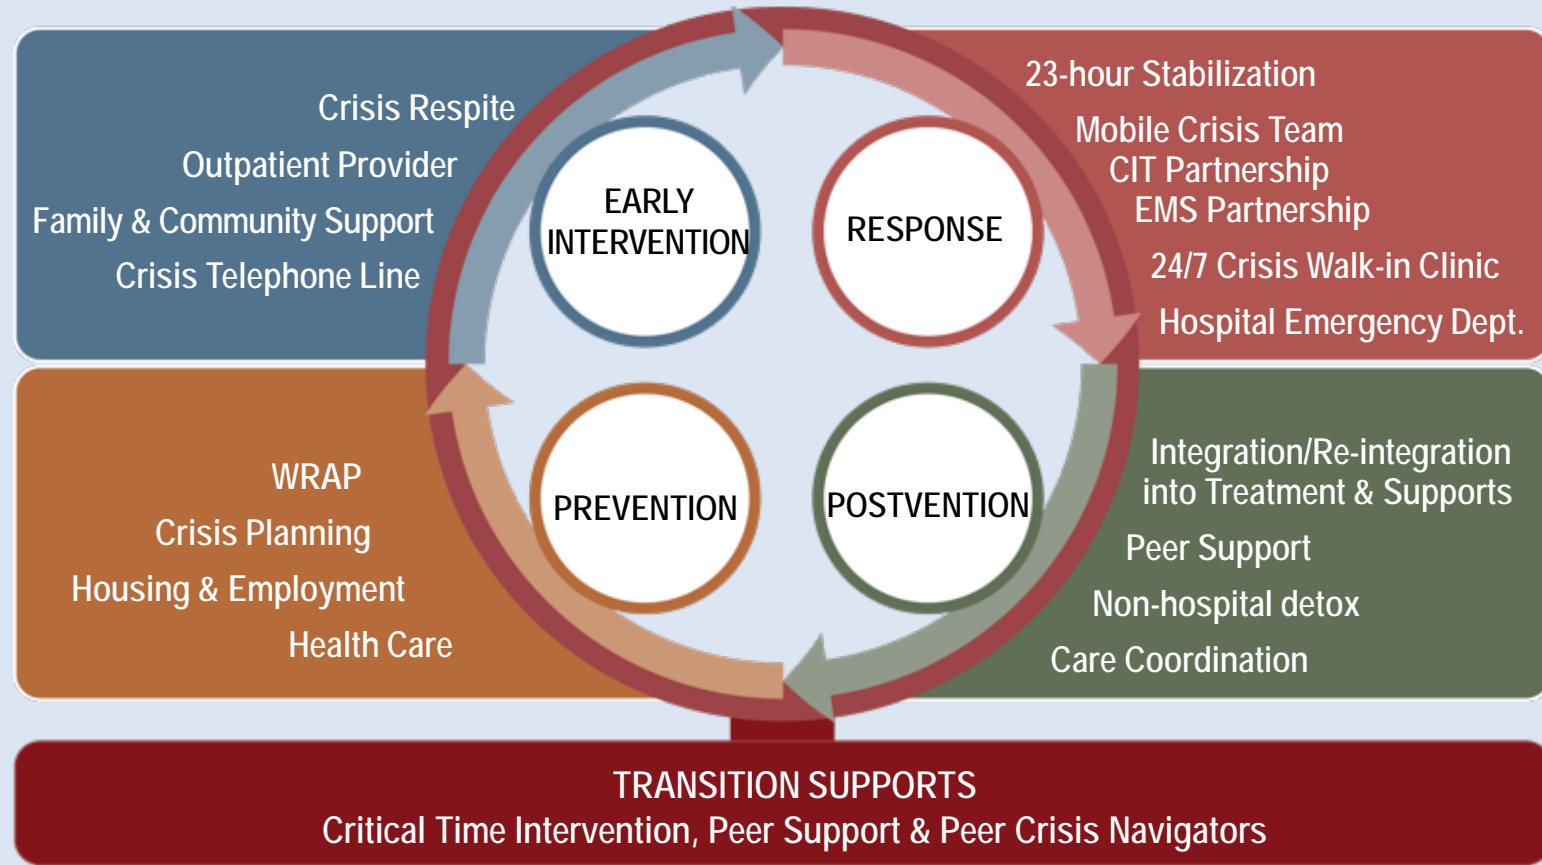 Crisis Respite
Outpatient Provider
Family & Community Support
Crisis Telephone Line
EARLY
INTERVENTION
RESPONSE
23-hour Stabilization
Mobile Crisis Team
CIT Partnership
EMS Partnership
24/7 Crisis Walk-in Clinic
Hospital Emergency Dept.
WRAP
Crisis Planning
Housing & Employment
Health Care
PREVENTION
POSTVENTION
Integration/Re-integration
into Treatment & Supports
Peer Support
Non-hospital detox
Care Coordination
TRANSITION SUPPORTS
Critical Time Intervention, Peer Support & Peer Crisis Navigators